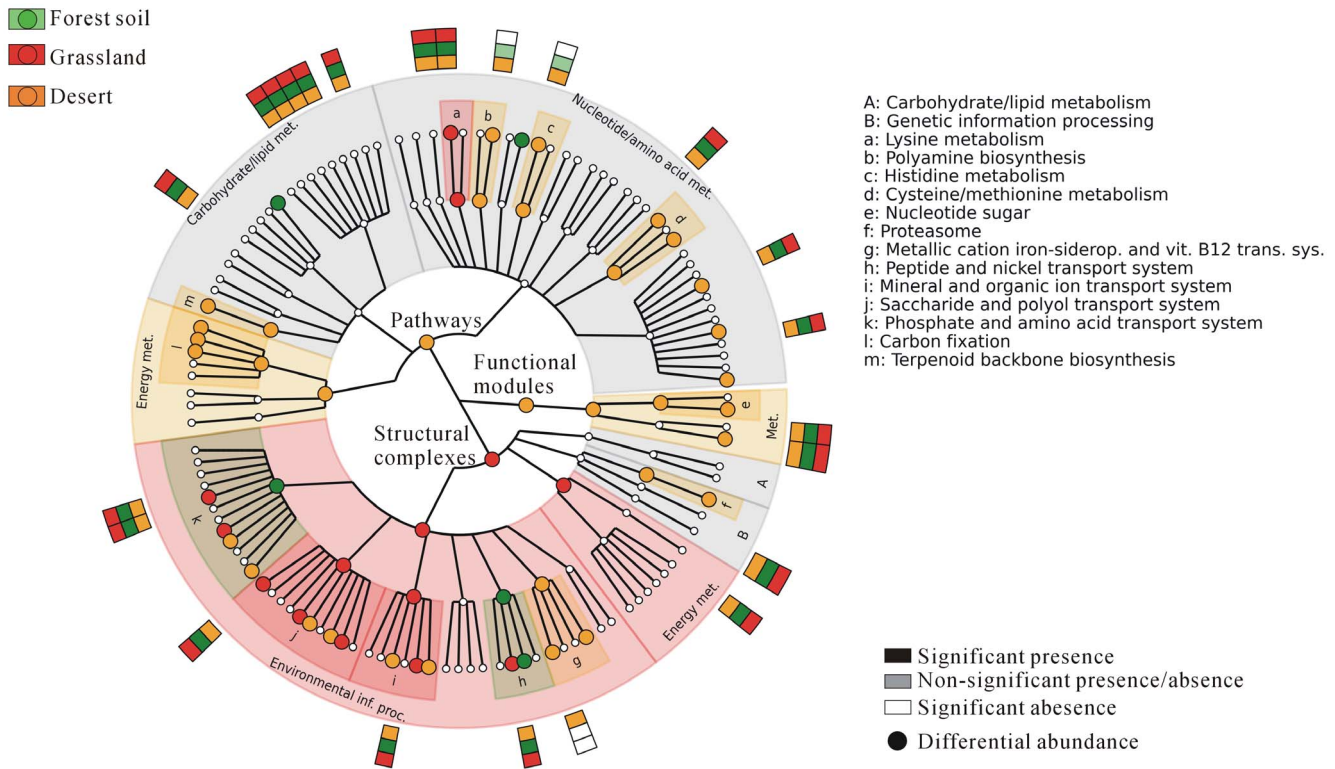 Forest soil
Grassland
Desert
Nucleotide/amino acid met.
Carbohydrate/lipid met.
a
b
c
d
m
l
Energy met.
Pathways
Functional
modules
Structural
complexes
e
Met.
A
f
B
k
j
i
h
g
Energy met.
Environmental inf. proc.
A: Carbohydrate/lipid metabolism
B: Genetic information processing
a: Lysine metabolism
b: Polyamine biosynthesis
c: Histidine metabolism
d: Cysteine/methionine metabolism
e: Nucleotide sugar
f: Proteasome
g: Metallic cation iron-siderop. and vit. B12 trans. sys.
h: Peptide and nickel transport system
i: Mineral and organic ion transport system
j: Saccharide and polyol transport system
k: Phosphate and amino acid transport system
l: Carbon fixation
m: Terpenoid backbone biosynthesis
Significant presence
Non-significant presence/absence
Significant abesence
Differential abundance